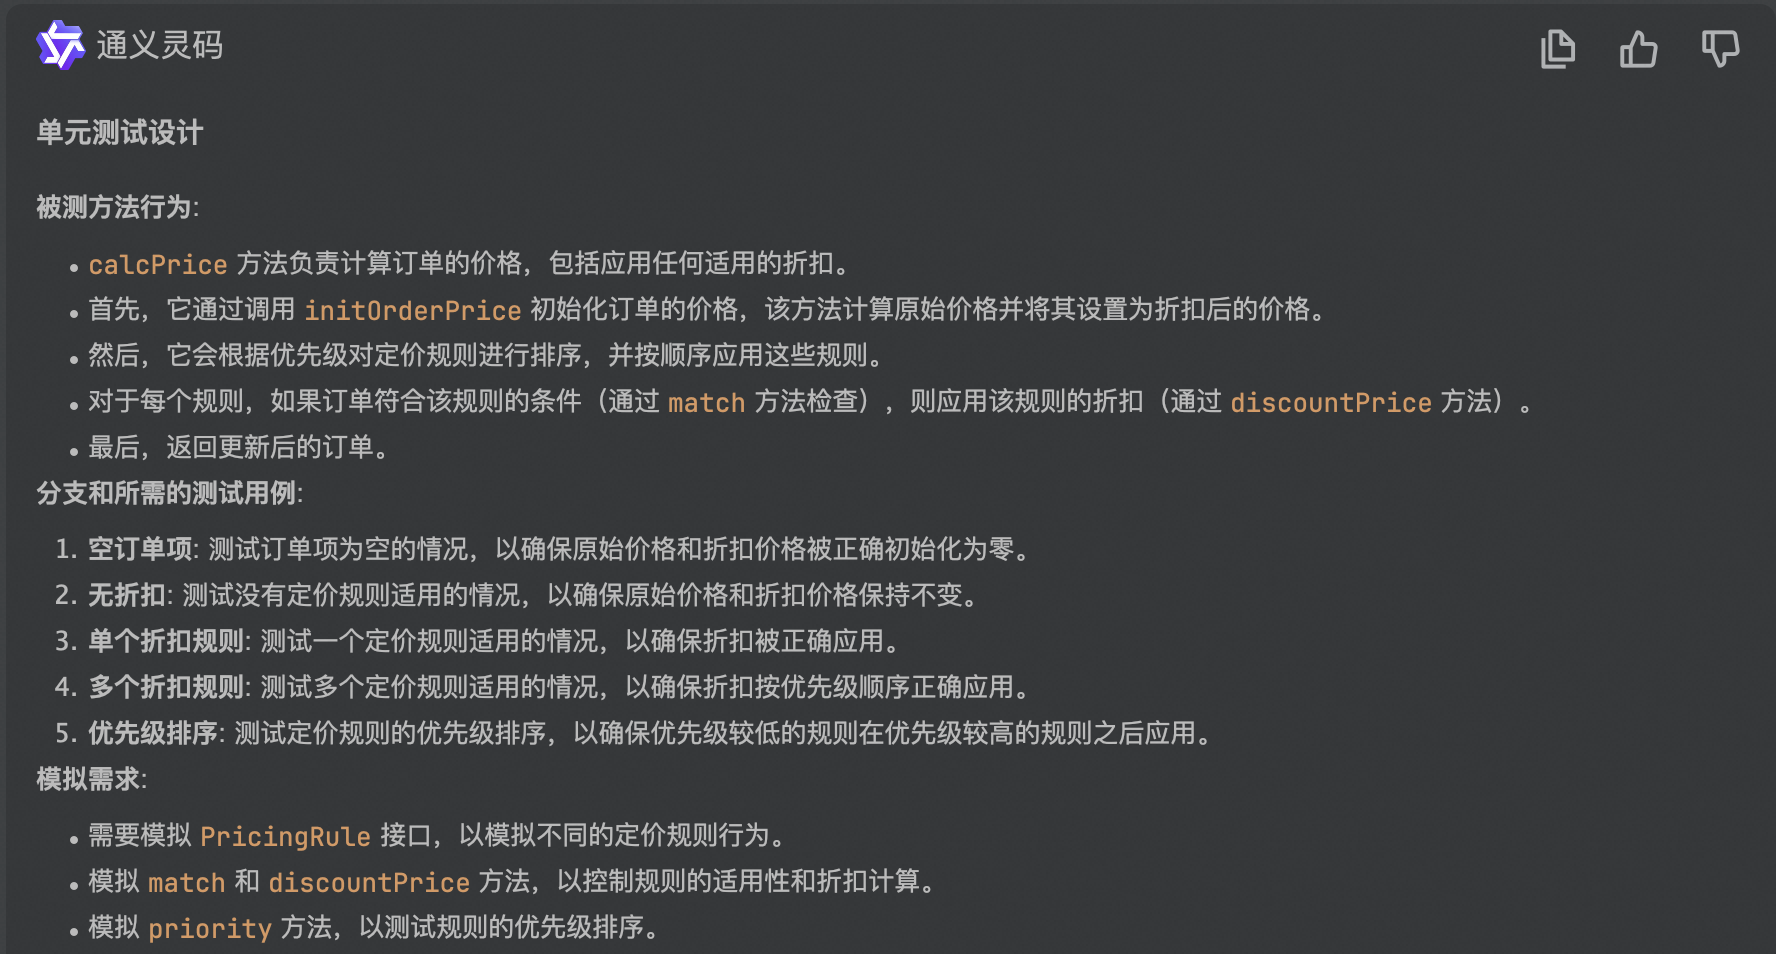 通义灵码
单元测试设计
被测方法行为:
• calcPrice 方法负责计算订单的价格，包括应用任何适用的折扣。
• 首先，它通过调用 initOrderPrice 初始化订单的价格，该方法计算原始价格并将其设置为折扣后的价格。
• 然后，它会根据优先级对定价规则进行排序，并按顺序应用这些规则。
• 对于每个规则，如果订单符合该规则的条件（通过 match 方法检查），则应用该规则的折扣（通过 discountPrice 方法）。
• 最后，返回更新后的订单。
分支和所需的测试用例:
1. 空订单项: 测试订单项为空的情况，以确保原始价格和折扣价格被正确初始化为零。
2. 无折扣: 测试没有定价规则适用的情况，以确保原始价格和折扣价格保持不变。
3. 单个折扣规则: 测试一个定价规则适用的情况，以确保折扣被正确应用。
4. 多个折扣规则: 测试多个定价规则适用的情况，以确保折扣按优先级顺序正确应用。
5. 优先级排序: 测试定价规则的优先级排序，以确保优先级较低的规则在优先级较高的规则之后应用。
模拟需求:
• 需要模拟 PricingRule 接口，以模拟不同的定价规则行为。
• 模拟 match 和 discountPrice 方法，以控制规则的适用性和折扣计算。
• 模拟 priority 方法，以测试规则的优先级排序。